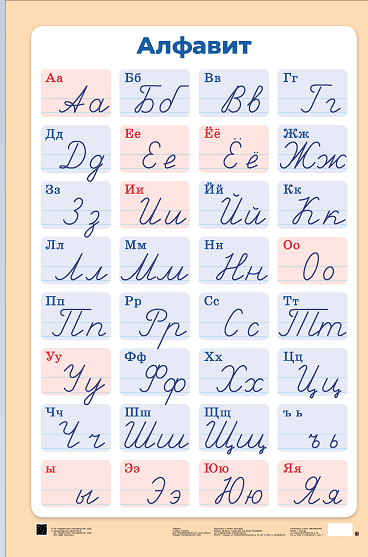 Алфавит
Аа Бб Вв Гг
Аа Бб Вв Гг
Дд Ее Ёё Жж
Дд Ее Ёё Жж
Зз Ии Йй Кк
Зз Ии Йй Кк
Лл Мм Нн Оо
Лл Мм Нн Оо
Пп Рр Сс Тт
Пп Рр Сс Тт
Уу Фф Хх Цц
Уу Фф Хх Цц
Чч Шш Щщ ъ ь
Чч Шш Щщ ъ ь
ы Ээ Юю Яя
ы Ээ Юю Яя